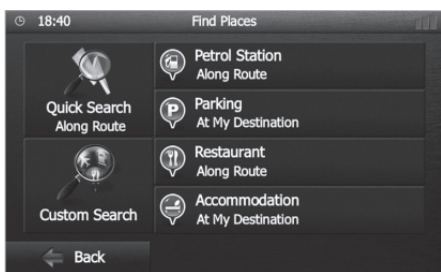 18:40
Find Places
Quick Search
Along Route
Custom Search
Petrol Station
Along Route
P
Parking
At My Destination
Restaurant
Along Route
Accommodation
At My Destination
Back